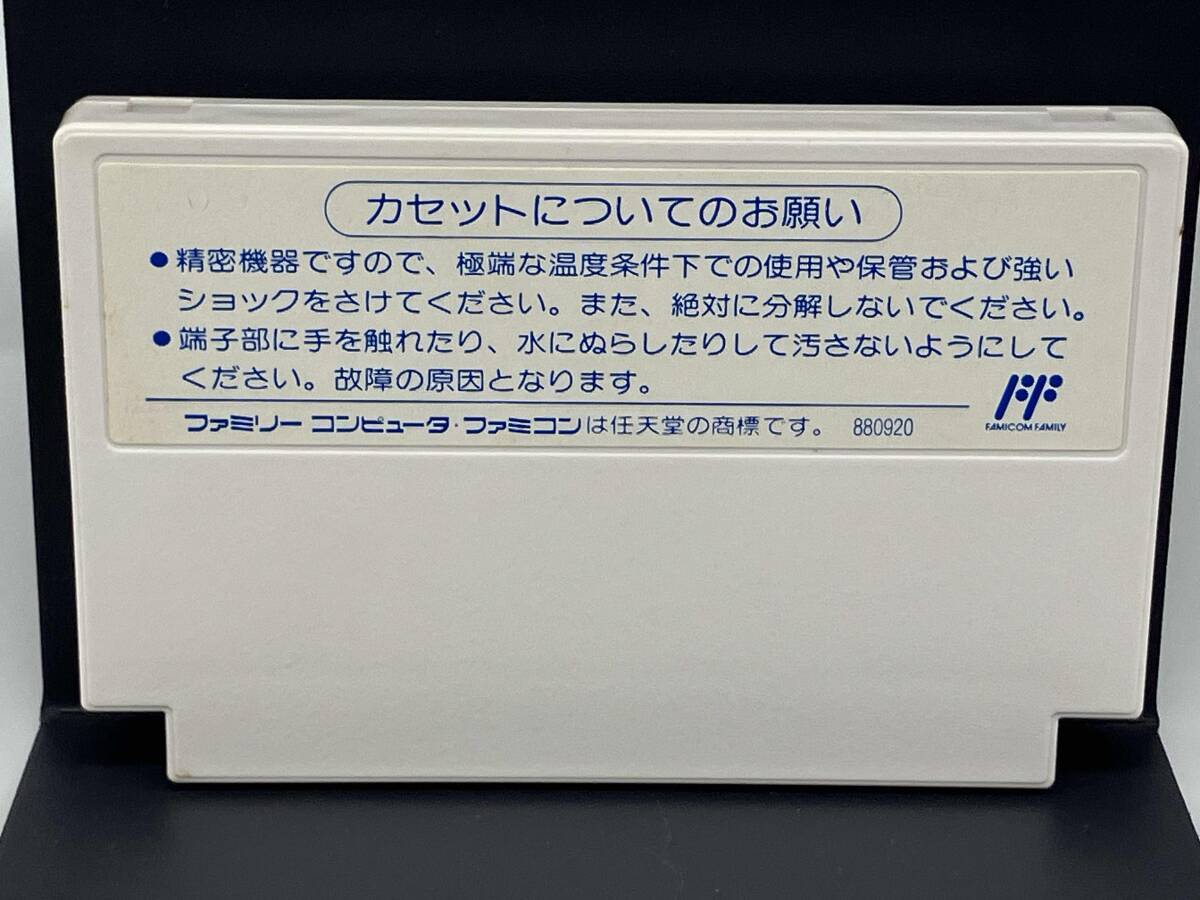 カセットについてのお願い
●精密機器ですので、極端な温度条件下での使用や保管および強い
ショックをさけてください。また、絶対に分解しないでください。
●端子部に手を触れたり、水にぬらしたりして汚さないようにして
ください。故障の原因となります。
ファミリー コンピュータ・ファミコンは任天堂の商標です。 880920
FF
FAMICOM FAMILY